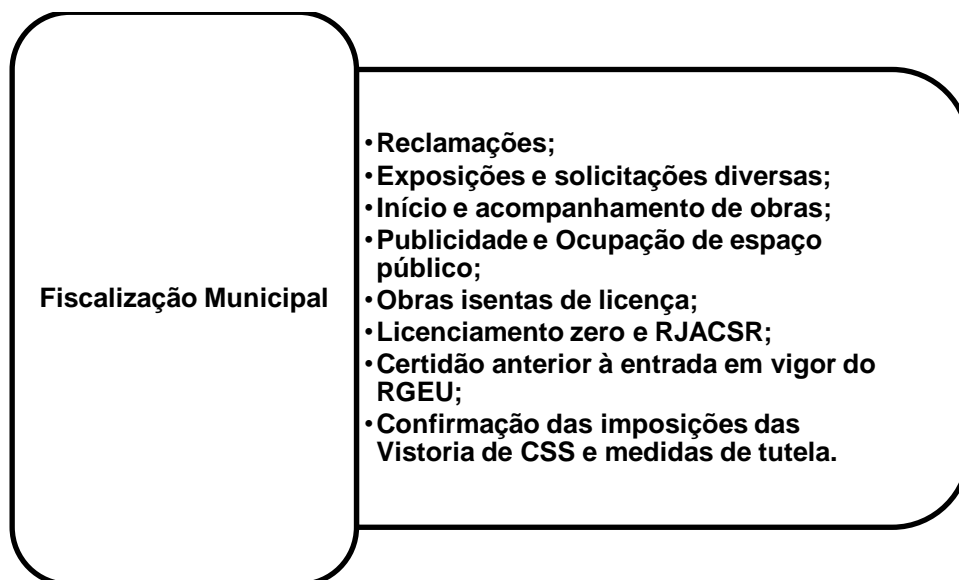 Fiscalização Municipal
•Reclamações;
•Exposições e solicitações diversas;
•Início e acompanhamento de obras;
•Publicidade e Ocupação de espaço
público;
•Obras isentas de licença;
•Licenciamento zero e RJACSR;
•Certidão anterior à entrada em vigor do
RGEU;
•Confirmação das imposições das
Vistoria de CSS e medidas de tutela.